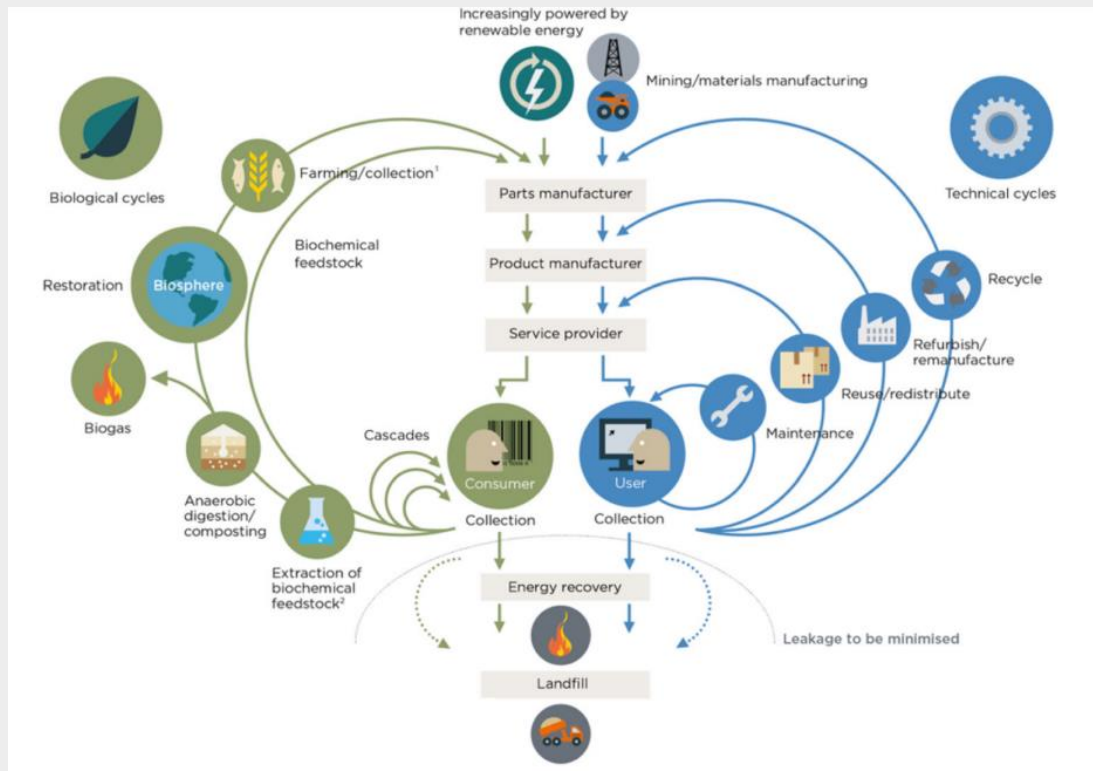 Increasingly powered by
renewable energy
Mining/materials manufacturing
Biological cycles
Technical cycles
Farming/collection¹
Parts manufacturer
Biochemical
feedstock
Product manufacturer
Restoration
Biosphere
Recycle
Service provider
Refurbish/
remanufacture
Reuse/redistribute
Biogas
Cascades
Maintenance
Consumer
User
Anaerobic
digestion/
composting
Collection
Collection
Extraction of
biochemical
feedstock²
Energy recovery
Leakage to be minimised
Landfill